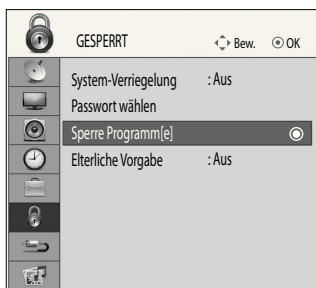 GESPERRT Bew. OK
System-Verriegelung : Aus
Passwort wählen
Sperre Programm[e]
Elterliche Vorgabe : Aus